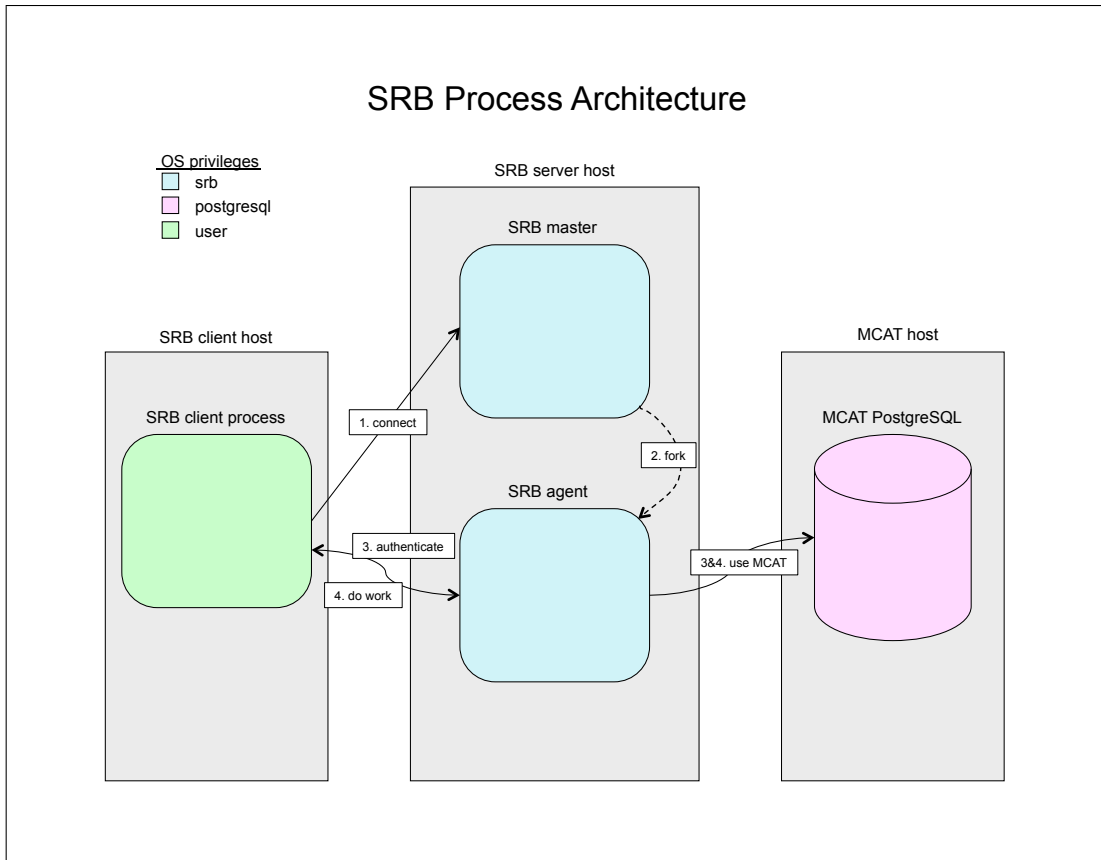 SRB Process Architecture
OS privileges
srb
postgresql
user
SRB server host
SRB master
SRB client host
MCAT host
SRB client process
1. connect
MCAT PostgreSQL
2. fork
SRB agent
3. authenticate
3&4. use MCAT
4. do work